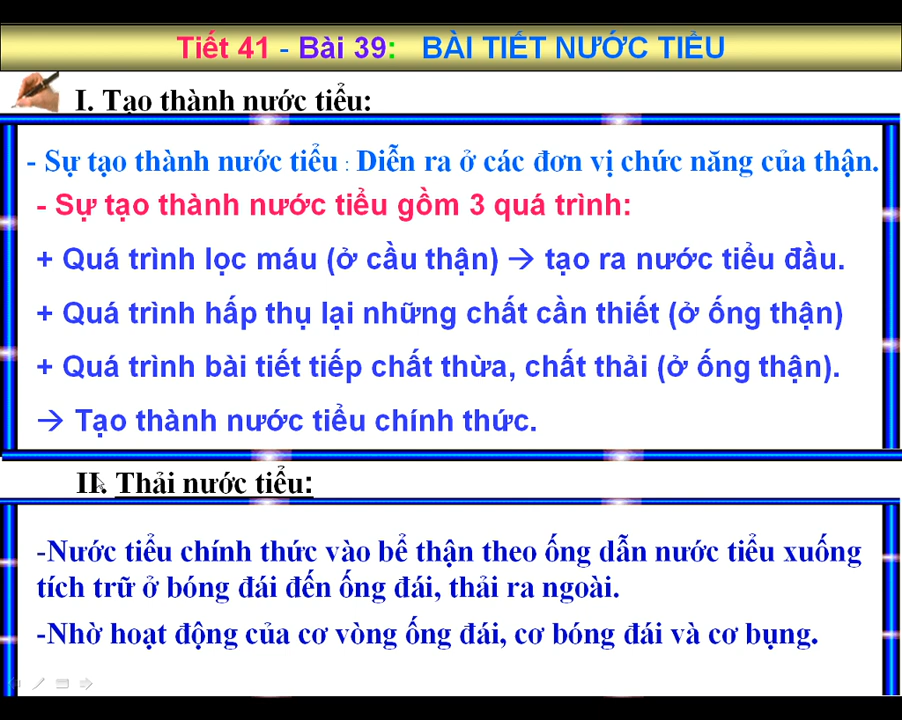 Tiết 41 - Bài 39: BÀI TIẾT NƯỚC TIỂU
I. Tạo thành nước tiểu:
- Sự tạo thành nước tiểu : Diễn ra ở các đơn vị chức năng của thận.
- Sự tạo thành nước tiểu gồm 3 quá trình:
+ Quá trình lọc máu (ở cầu thận) → tạo ra nước tiểu đầu.
+ Quá trình hấp thụ lại những chất cần thiết (ở ống thận)
+ Quá trình bài tiết tiếp chất thừa, chất thải (ở ống thận).
→ Tạo thành nước tiểu chính thức.
II. Thải nước tiểu:
-Nước tiểu chính thức vào bể thận theo ống dẫn nước tiểu xuống
tích trữ ở bóng đái đến ống đái, thải ra ngoài.
-Nhờ hoạt động của cơ vòng ống đái, cơ bóng đái và cơ bụng.